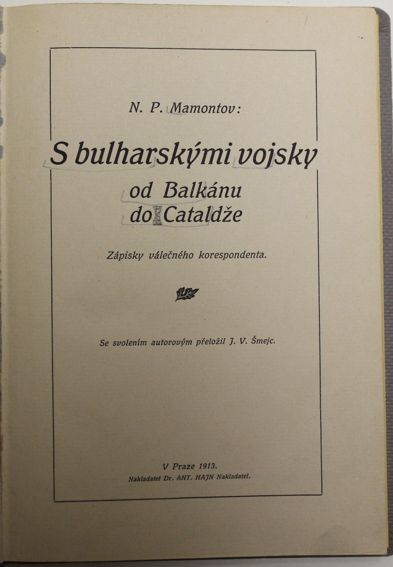 N. P. Mamontov:
S bulharskými vojsky
od Balkánu
do Cataldže
Zápisky válečného korespondenta.
Se svolením autorovým přeložil J. V. Šmejc.
V Praze 1913.
Nakladatel Dr. ANT. HAJN Nakladatel.